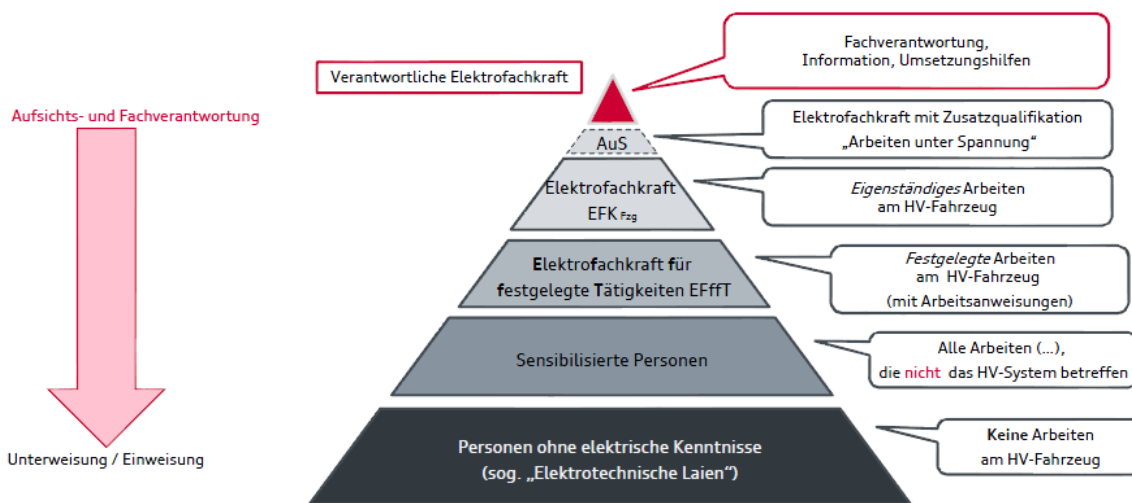 Fachverantwortung,
Information, Umsetzungshilfen
Verantwortliche Elektrofachkraft
Aufsichts- und Fachverantwortung
Elektrofachkraft mit Zusatzqualifikation
„Arbeiten unter Spannung“
AuS
Elektrofachkraft
EFK Fzg
Eigenständiges Arbeiten
am HV-Fahrzeug
Elektrofachkraft für
festgelegte Tätigkeiten EFffT
Festgelegte Arbeiten
am HV-Fahrzeug
(mit Arbeitsanweisungen)
Sensibilisierte Personen
Alle Arbeiten (...),
die nicht das HV-System betreffen
Personen ohne elektrische Kenntnisse
(sog. „Elektrotechnische Laien“)
Keine Arbeiten
am HV-Fahrzeug
Unterweisung / Einweisung